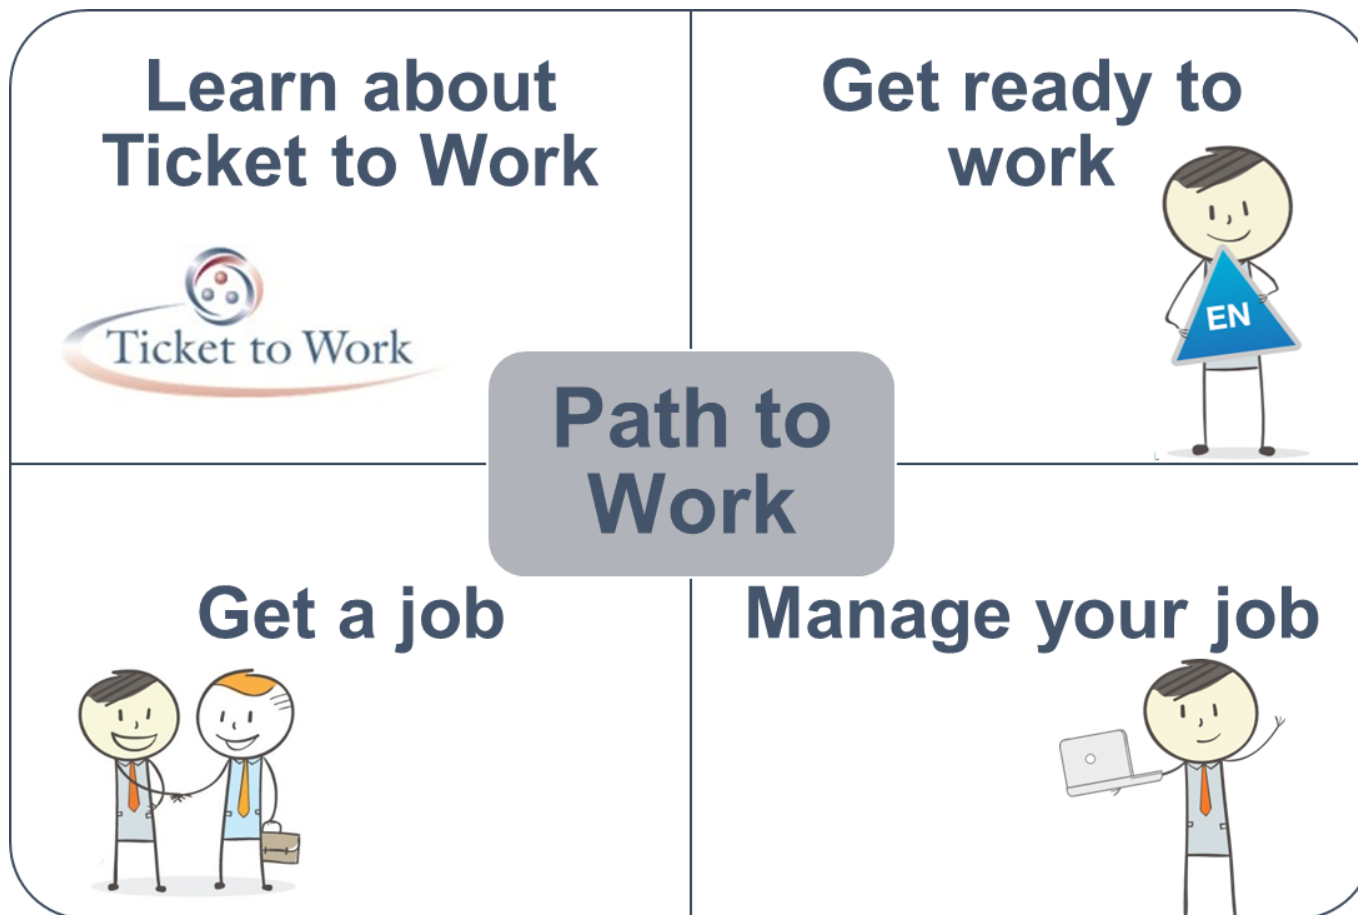 Learn about
Ticket to Work
Ticket to Work
Get ready to
work
EN
Path to
Work
Get a job
Manage your job